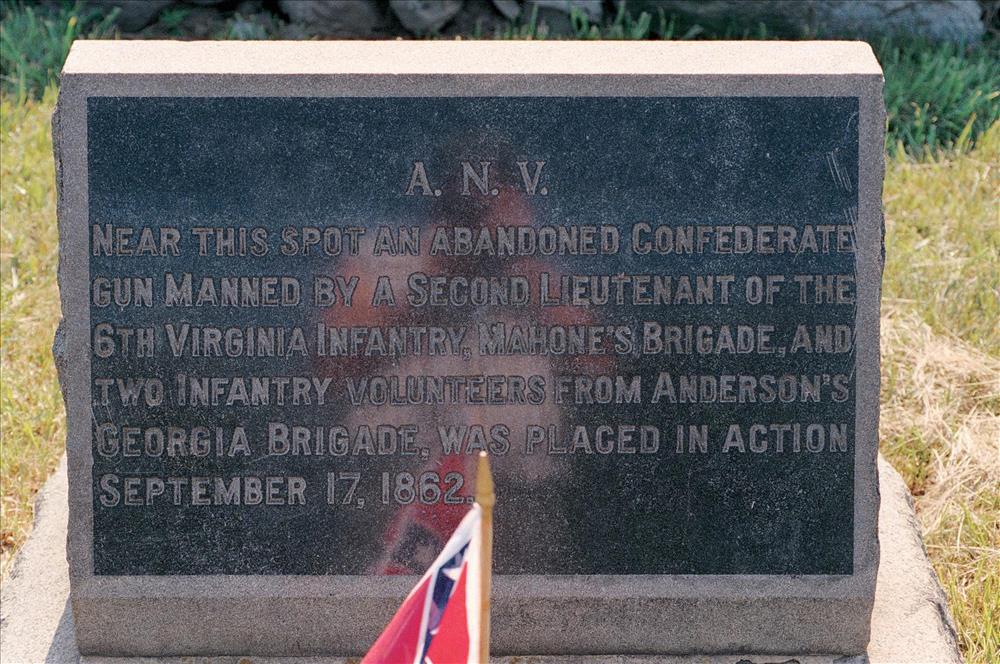 A. N. V.
NEAR THIS SPOT AN ABANDONED CONFEDERATE
GUN MANNED BY A SECOND LIEUTENANT OF THE
6TH VIRGINIA INFANTRY, MAHONE'S BRIGADE, AND
TWO INFANTRY VOLUNTEERS FROM ANDERSON'S
GEORGIA BRIGADE, WAS PLACED IN ACTION
SEPTEMBER 17, 1862.